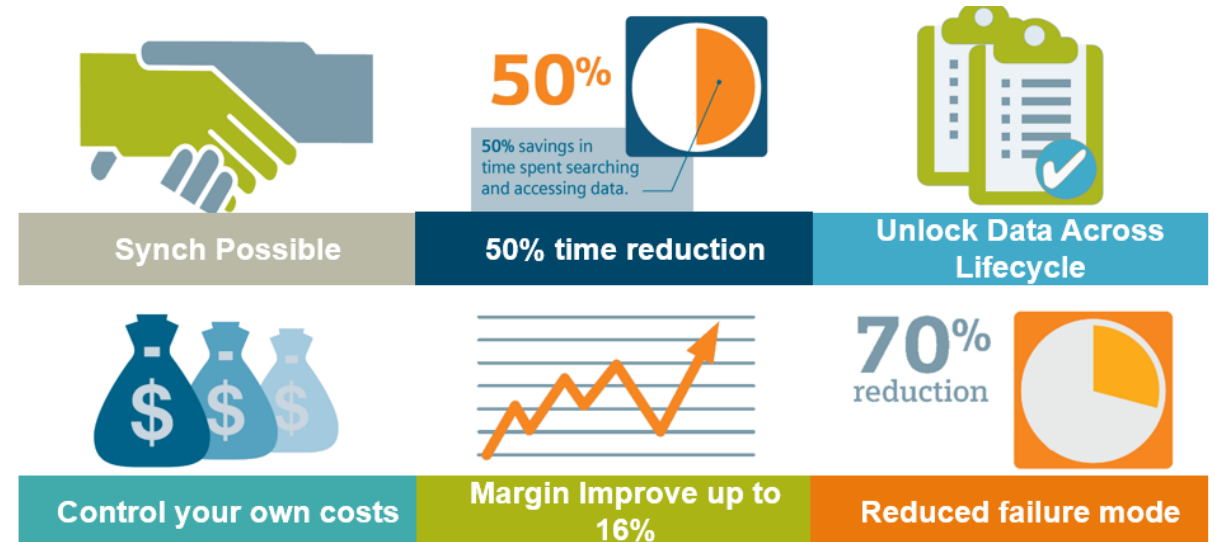 50%
50% savings in
time spent searching
and accessing data.
Synch Possible
50% time reduction
Unlock Data Across
Lifecycle
$ $ $
70%
reduction
Control your own costs
Margin Improve up to
16%
Reduced failure mode